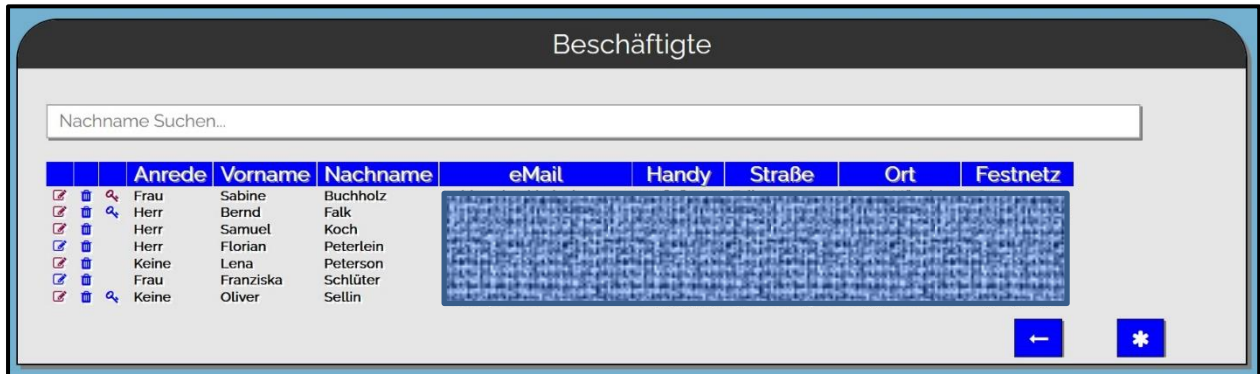 Beschäftigte
Nachname Suchen...
Anrede Vorname Nachname eMail Handy Straße Ort Festnetz
Frau Sabine Buchholz
Herr Bernd Falk
Herr Samuel Koch
Herr Florian Peterlein
Keine Lena Peterson
Frau Franziska Schlüter
Keine Oliver Sellin